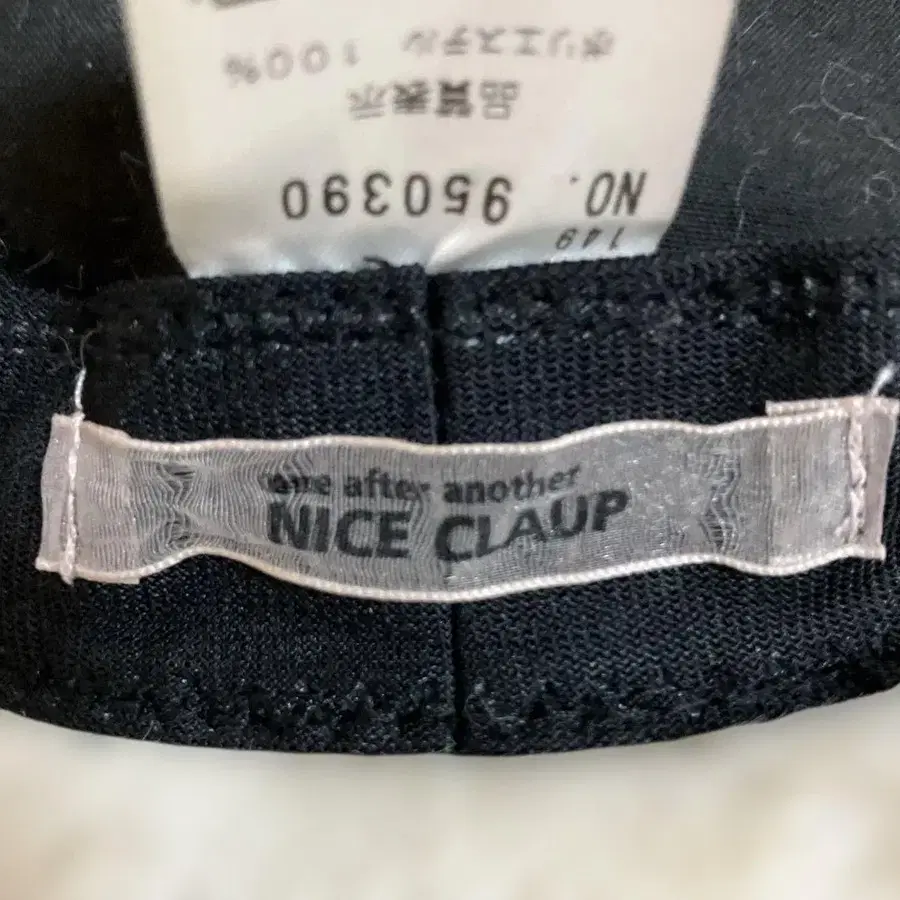 149
NO. 950390
品質表示
ポリエステル 100%
one after another
NICE CLAUP